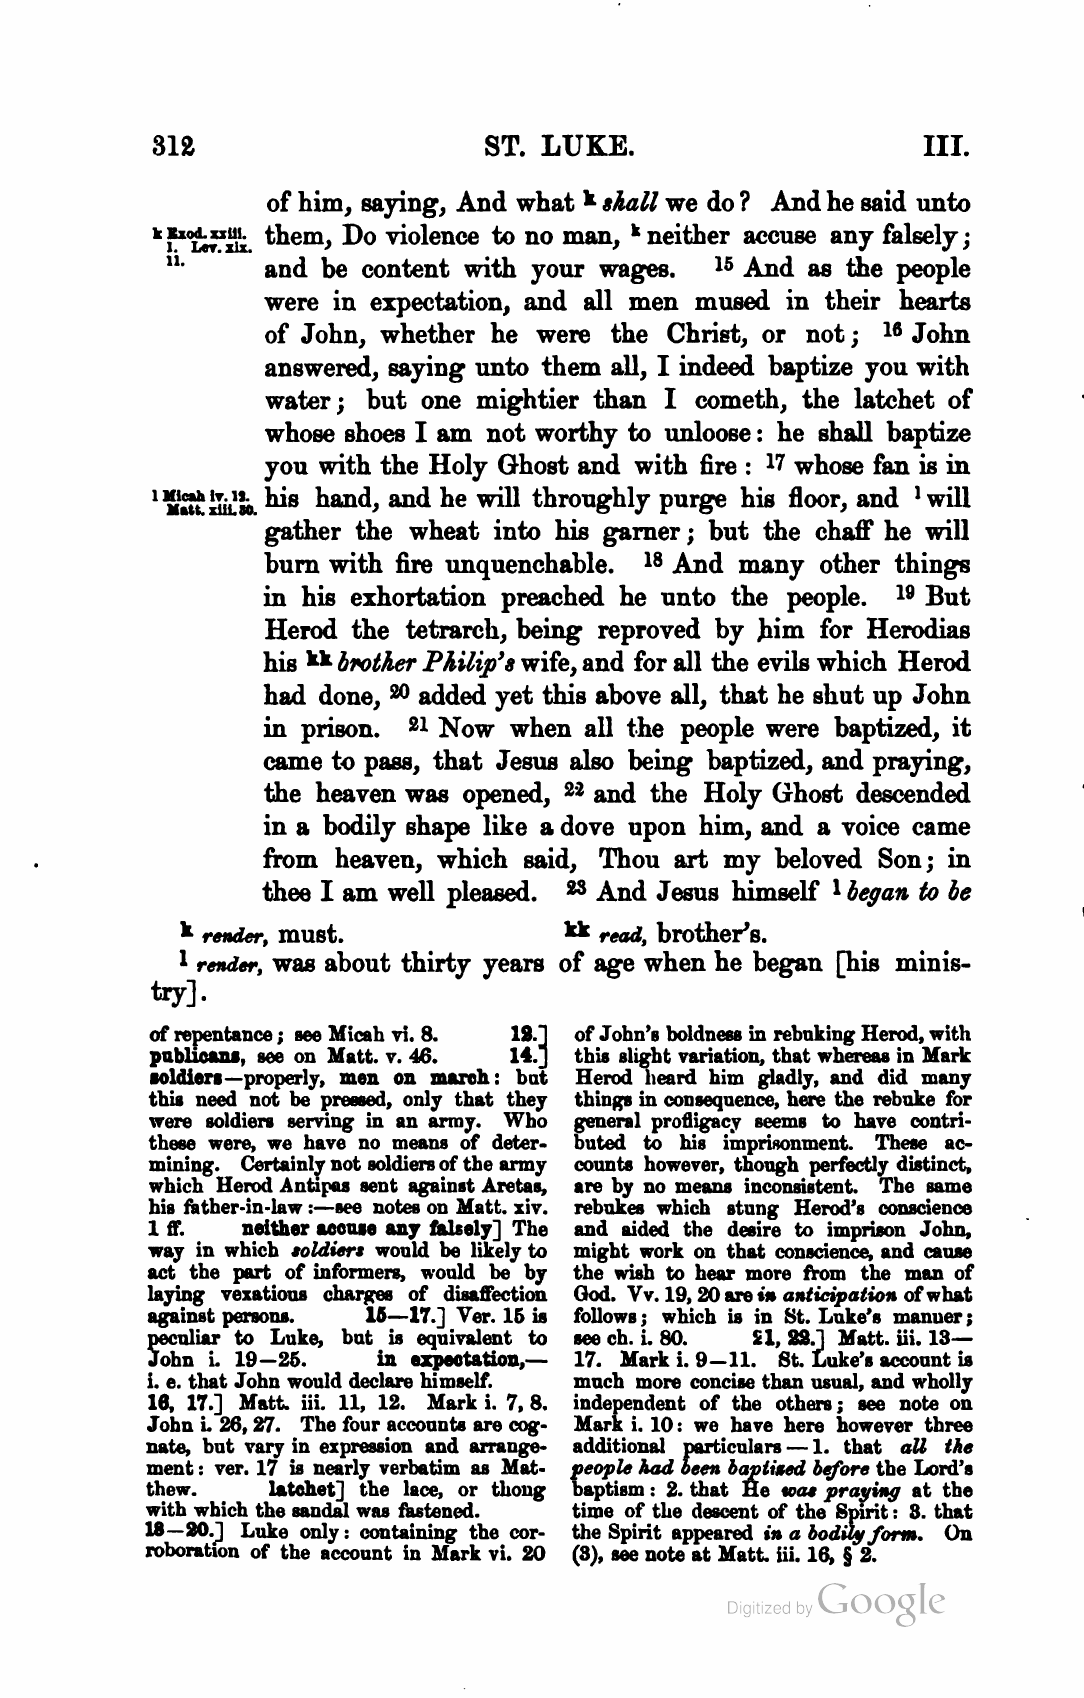 312 ST. LUKE. III.
of him, saying, And what k shall we do? And he said unto
k Exod. xxiii. 1. Lev. xix. 11.
them, Do violence to no man, k neither accuse any falsely;
and be content with your wages. 15 And as the people
were in expectation, and all men mused in their hearts
of John, whether he were the Christ, or not; 16 John
answered, saying unto them all, I indeed baptize you with
water; but one mightier than I cometh, the latchet of
whose shoes I am not worthy to unloose: he shall baptize
you with the Holy Ghost and with fire: 17 whose fan is in
l Micah iv. 12. Matt. xiii. 30.
his hand, and he will throughly purge his floor, and l will
gather the wheat into his garner; but the chaff he will
burn with fire unquenchable. 18 And many other things
in his exhortation preached he unto the people. 19 But
Herod the tetrarch, being reproved by him for Herodias
his kk brother Philip's wife, and for all the evils which Herod
had done, 20 added yet this above all, that he shut up John
in prison. 21 Now when all the people were baptized, it
came to pass, that Jesus also being baptized, and praying,
the heaven was opened, 22 and the Holy Ghost descended
in a bodily shape like a dove upon him, and a voice came
from heaven, which said, Thou art my beloved Son; in
thee I am well pleased. 23 And Jesus himself l began to be
k render, must. kk read, brother's.
l render, was about thirty years of age when he began [his minis-
try].
of repentance; see Micah vi. 8. 12.]
publicans, see on Matt. v. 46. 14.]
soldiers—properly, men on march: but
this need not be pressed, only that they
were soldiers serving in an army. Who
these were, we have no means of deter-
mining. Certainly not soldiers of the army
which Herod Antipas sent against Aretas,
his father-in-law:—see notes on Matt. xiv.
1 ff. neither accuse any falsely] The
way in which soldiers would be likely to
act the part of informers, would be by
laying vexatious charges of disaffection
against persons. 15—17.] Ver. 15 is
peculiar to Luke, but is equivalent to
John i. 19—25. in expectation,—
i. e. that John would declare himself.
16, 17.] Matt. iii. 11, 12. Mark i. 7, 8.
John i. 26, 27. The four accounts are cog-
nate, but vary in expression and arrange-
ment: ver. 17 is nearly verbatim as Mat-
thew. latchet] the lace, or thong
with which the sandal was fastened.
18—20.] Luke only: containing the cor-
roboration of the account in Mark vi. 20
of John's boldness in rebuking Herod, with
this slight variation, that whereas in Mark
Herod heard him gladly, and did many
things in consequence, here the rebuke for
general profligacy seems to have contri-
buted to his imprisonment. These ac-
counts however, though perfectly distinct,
are by no means inconsistent. The same
rebukes which stung Herod's conscience
and aided the desire to imprison John,
might work on that conscience, and cause
the wish to hear more from the man of
God. Vv. 19, 20 are in anticipation of what
follows; which is in St. Luke's manner;
see ch. i. 80. 21, 22.] Matt. iii. 13—
17. Mark i. 9—11. St. Luke's account is
much more concise than usual, and wholly
independent of the others; see note on
Mark i. 10: we have here however three
additional particulars—1. that all the
people had been baptized before the Lord's
baptism: 2. that He was praying at the
time of the descent of the Spirit: 3. that
the Spirit appeared in a bodily form. On
(3), see note at Matt. iii. 16, § 2.
Digitized by Google